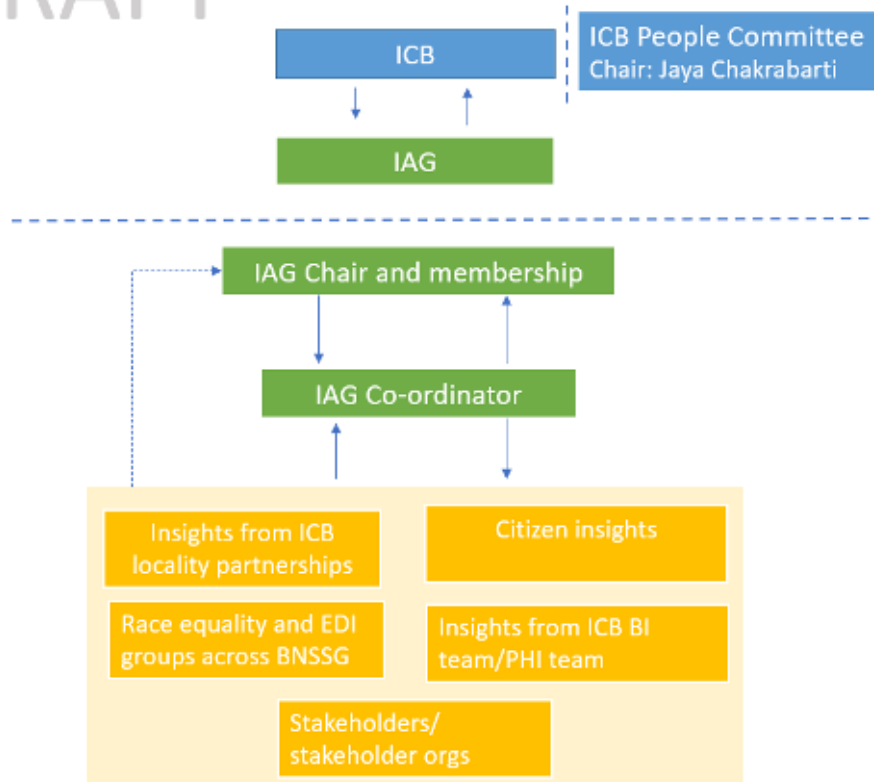 ICB
ICB People Committee
Chair: Jaya Chakrabarti
IAG
IAG Chair and membership
IAG Co-ordinator
Insights from ICB
locality partnerships
Citizen insights
Race equality and EDI
groups across BNSSG
Insights from ICB BI
team/PHI team
Stakeholders/
stakeholder orgs